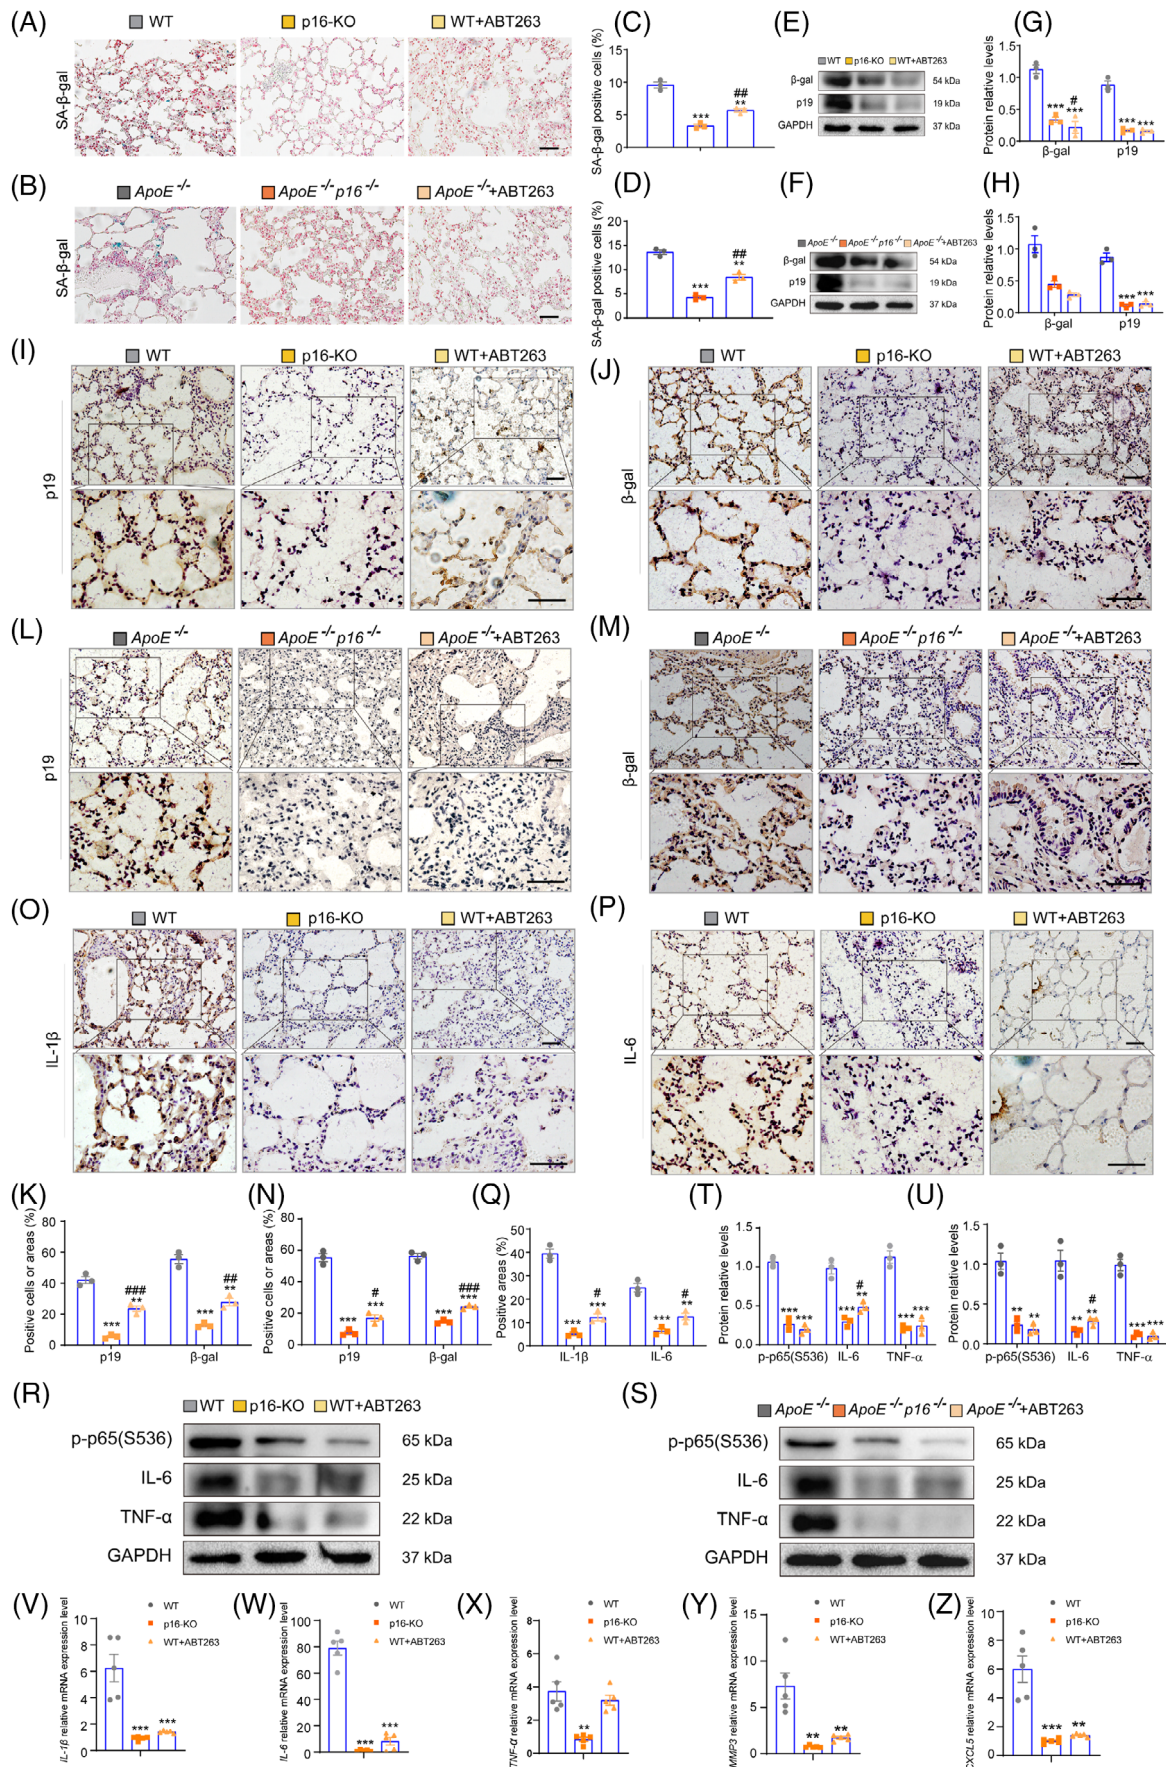 (A)
WT
p16-KO
WT+ABT263
SA-β-gal
(B)
ApoE -/-
ApoE -/- p16 -/-
ApoE -/-+ABT263
SA-β-gal
(C)
SA-β-gal positive cells (%)
15
10
5
0
***
##
**
(D)
SA-β-gal positive cells (%)
20
15
10
5
0
***
##
**
(E)
WT p16-KO WT+ABT263
β-gal 54 kDa
p19 19 kDa
GAPDH 37 kDa
(F)
ApoE -/- ApoE -/- p16 -/- ApoE -/-+ABT263
β-gal 54 kDa
p19 19 kDa
GAPDH 37 kDa
(G)
Protein relative levels
1.5
1.0
0.5
0.0
***
#
***
*** ***
β-gal p19
(H)
Protein relative levels
1.5
1.0
0.5
0.0
*** ***
β-gal p19
(I)
WT p16-KO WT+ABT263
p19
(J)
WT p16-KO WT+ABT263
β-gal
(L)
ApoE -/- ApoE -/- p16 -/- ApoE -/-+ABT263
p19
(M)
ApoE -/- ApoE -/- p16 -/- ApoE -/-+ABT263
β-gal
(O)
WT p16-KO WT+ABT263
IL-1β
(P)
WT p16-KO WT+ABT263
IL-6
(K)
Positive cells or areas (%)
80
60
40
20
0
***
###
**
***
##
**
p19 β-gal
(N)
Positive cells or areas (%)
80
60
40
20
0
***
#
***
***
###
***
p19 β-gal
(Q)
Positive areas (%)
50
40
30
20
10
0
***
#
***
***
#
**
IL-1β IL-6
(T)
Protein relative levels
1.5
1.0
0.5
0.0
*** ***
***
#
**
*** ***
p-p65(S536) IL-6 TNF-α
(U)
Protein relative levels
1.5
1.0
0.5
0.0
** **
**
#
**
*** ***
p-p65(S536) IL-6 TNF-α
(R)
WT p16-KO WT+ABT263
p-p65(S536) 65 kDa
IL-6 25 kDa
TNF-α 22 kDa
GAPDH 37 kDa
(S)
ApoE -/- ApoE -/- p16 -/- ApoE -/-+ABT263
p-p65(S536) 65 kDa
IL-6 25 kDa
TNF-α 22 kDa
GAPDH 37 kDa
(V)
IL-1β relative mRNA expression level
8
6
4
2
0
WT
p16-KO
WT+ABT263
*** ***
(W)
IL-6 relative mRNA expression level
100
80
60
40
20
0
WT
p16-KO
WT+ABT263
*** ***
(X)
TNF-α relative mRNA expression level
8
6
4
2
0
WT
p16-KO
WT+ABT263
**
(Y)
MMP3 relative mRNA expression level
15
10
5
0
WT
p16-KO
WT+ABT263
** **
(Z)
CXCL5 relative mRNA expression level
10
8
6
4
2
0
WT
p16-KO
WT+ABT263
*** **